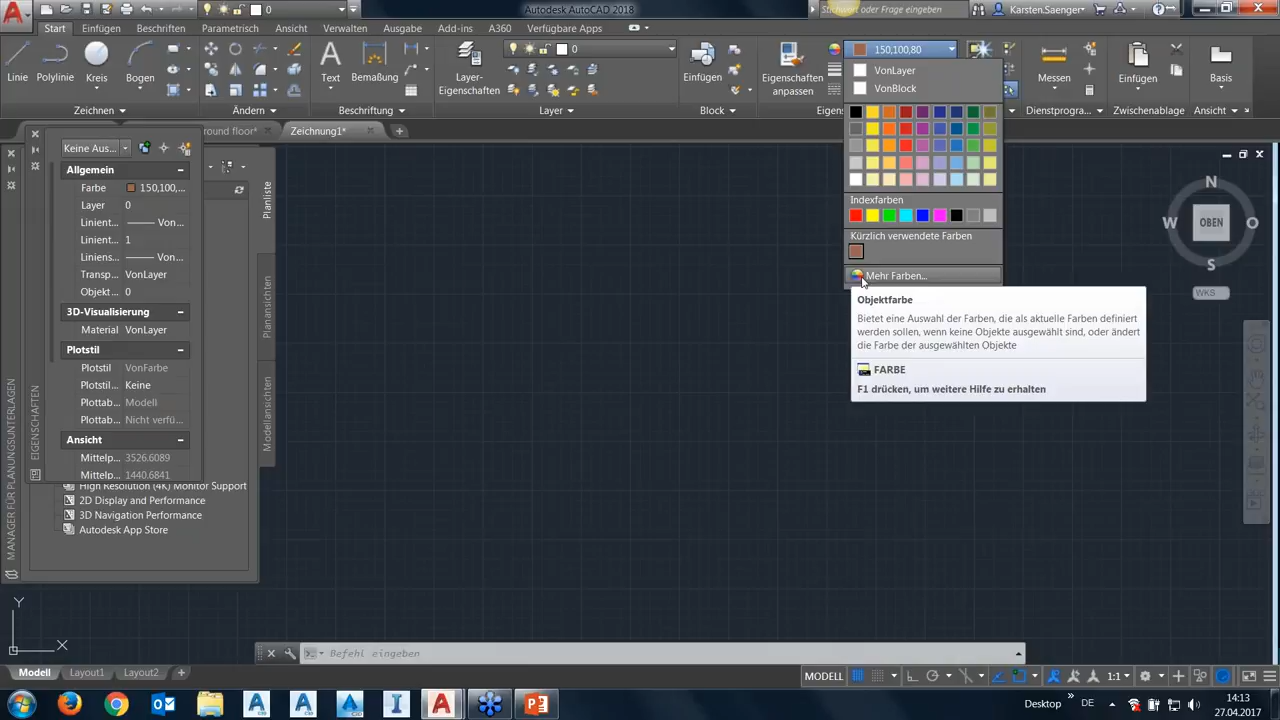 0
Autodesk AutoCAD 2018
Stichwort oder Frage eingeben
Karsten.Saenger
Start
Einfügen
Beschriften
Parametrisch
Ansicht
Verwalten
Ausgabe
Add-ins
A360
Verfügbare Apps
Linie
Polylinie
Kreis
Bogen
Text
Bemaßung
Layer-
Eigenschaften
0
Einfügen
Eigenschaften
anpassen
150,100,80
Messen
Einfügen
Basis
Zeichnen
Ändern
Beschriftung
Layer
Block
Eigens
Dienstprogr...
Zwischenablage
Ansicht
VonLayer
VonBlock
Indexfarben
Kürzlich verwendete Farben
Mehr Farben...
Objektfarbe
Bietet eine Auswahl der Farben, die als aktuelle Farben definiert
werden sollen, wenn keine Objekte ausgewählt sind, oder ändert
die Farbe der ausgewählten Objekte
FARBE
F1 drücken, um weitere Hilfe zu erhalten
round floor*
Zeichnung1*
Keine Aus...
Allgemein
Farbe 150,100,...
Layer 0
Linient... Von...
Linient... 1
Liniens... Von...
Transp... VonLayer
Objekt... 0
3D-Visualisierung
Material VonLayer
Plotstil
Plotstil VonFarbe
Plotstil... Keine
Plottab... Modell
Plottab... Nicht verfü...
Ansicht
Mittelp... 3526.6089
Mittelp... 1440.6841
High Resolution (4K) Monitor Support
2D Display and Performance
3D Navigation Performance
Autodesk App Store
MANAGER FÜR PLANUNGSUNTERLAGEN
EIGENSCHAFTEN
Planliste
Planansichten
Modellansichten
N
W
OBEN
O
S
WKS
Y
X
Befehl eingeben
Modell
Layout1
Layout2
MODELL
1:1
Desktop
DE
14:13
27.04.2017